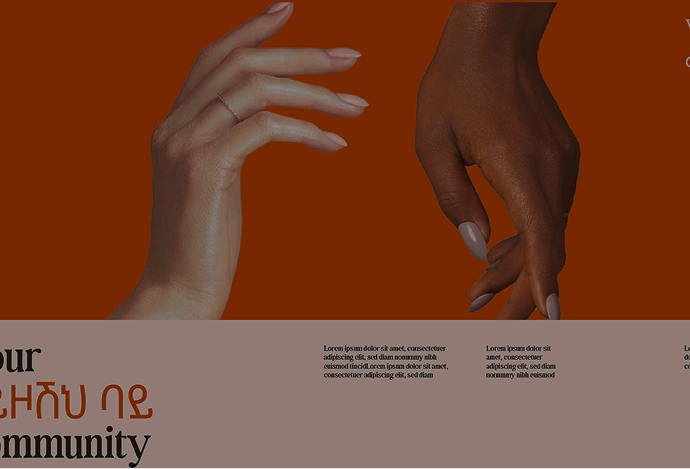 our
ይዞሽህ ባይ
ommunity
Lorem ipsum dolor sit amet, consectetuer
adipiscing elit, sed diam nonummy nibh
euismod tincidLorem ipsum dolor sit amet,
consectetuer adipiscing elit, sed diam
Lorem ipsum dolor sit
amet, consectetuer
adipiscing elit, sed diam
nonummy nibh euismod